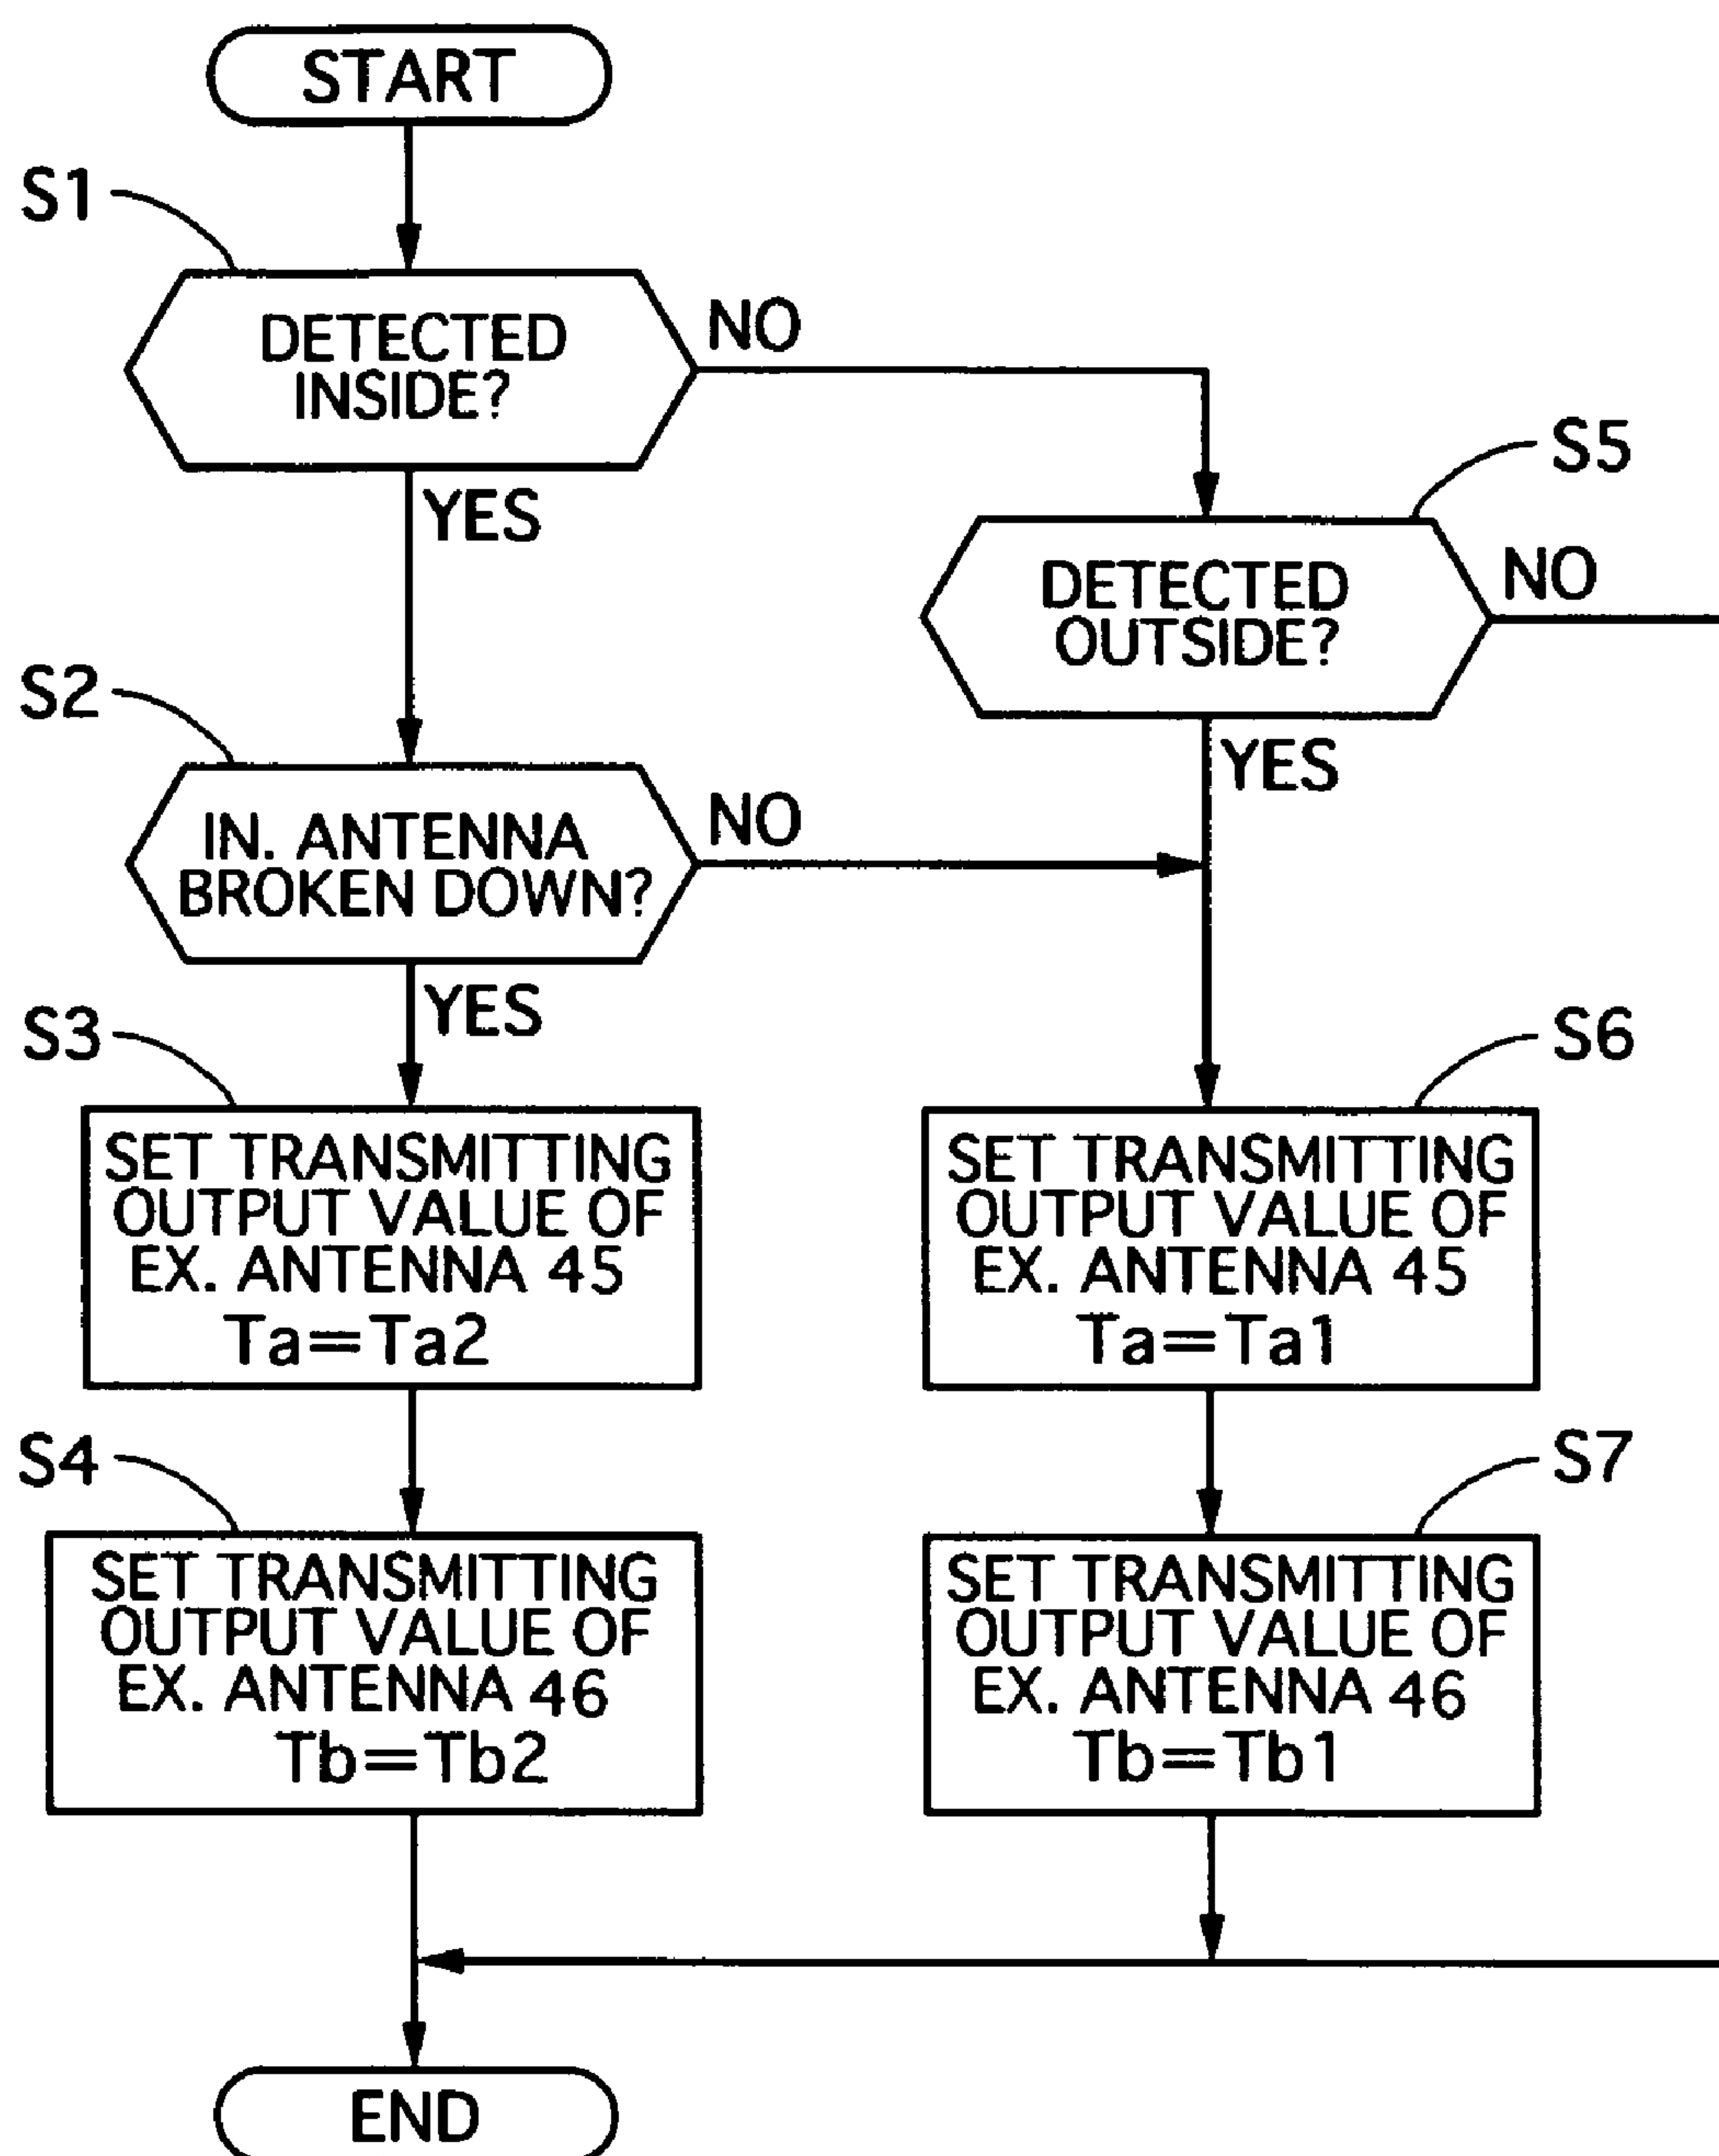 START
S1
DETECTED
INSIDE?
NO
YES
S5
DETECTED
OUTSIDE?
NO
YES
S2
IN. ANTENNA
BROKEN DOWN?
NO
YES
S3
SET TRANSMITTING
OUTPUT VALUE OF
EX. ANTENNA 45
Ta=Ta2
S6
SET TRANSMITTING
OUTPUT VALUE OF
EX. ANTENNA 45
Ta=Ta1
S4
SET TRANSMITTING
OUTPUT VALUE OF
EX. ANTENNA 46
Tb=Tb2
S7
SET TRANSMITTING
OUTPUT VALUE OF
EX. ANTENNA 46
Tb=Tb1
END